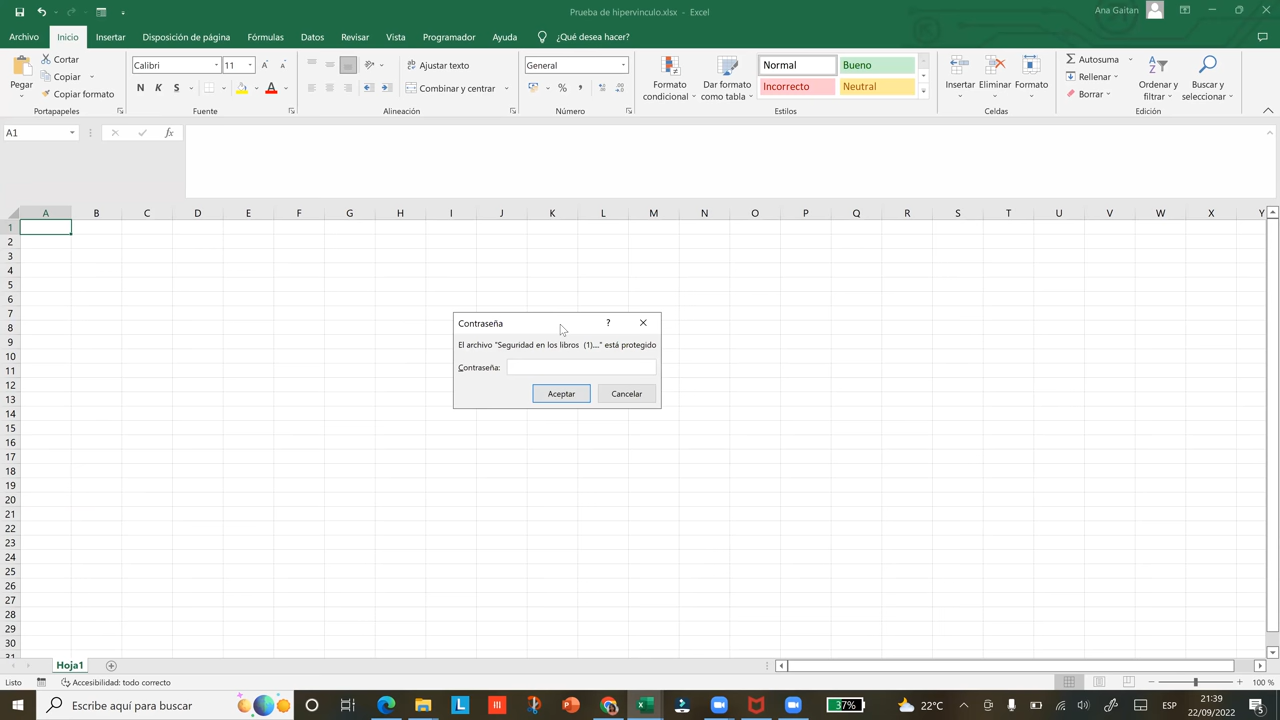 Prueba de hipervinculo.xlsx - Excel
Ana Gaitan
Archivo Inicio Insertar Disposición de página Fórmulas Datos Revisar Vista Programador Ayuda ¿Qué desea hacer?
Pegar
Cortar
Copiar
Copiar formato
Portapapeles
Calibri 11
N K S
Fuente
Ajustar texto
Combinar y centrar
Alineación
General
%
Número
Formato condicional
Dar formato como tabla
Normal Bueno
Incorrecto Neutral
Estilos
Insertar Eliminar Formato
Celdas
Autosuma
Rellenar
Borrar
Ordenar y filtrar
Buscar y seleccionar
Edición
A1 fx
A B C D E F G H I J K L M N O P Q R S T U V W X Y
1
2
3
4
5
6
7
8
9
10
11
12
13
14
15
16
17
18
19
20
21
22
23
24
25
26
27
28
29
30
31
Contraseña ?
El archivo "Seguridad en los libros (1)...." está protegido
Contraseña:
Aceptar Cancelar
Hoja1
Listo Accesibilidad: todo correcto 100 %
Escribe aquí para buscar
37% 22°C ESP 21:39
22/09/2022 5